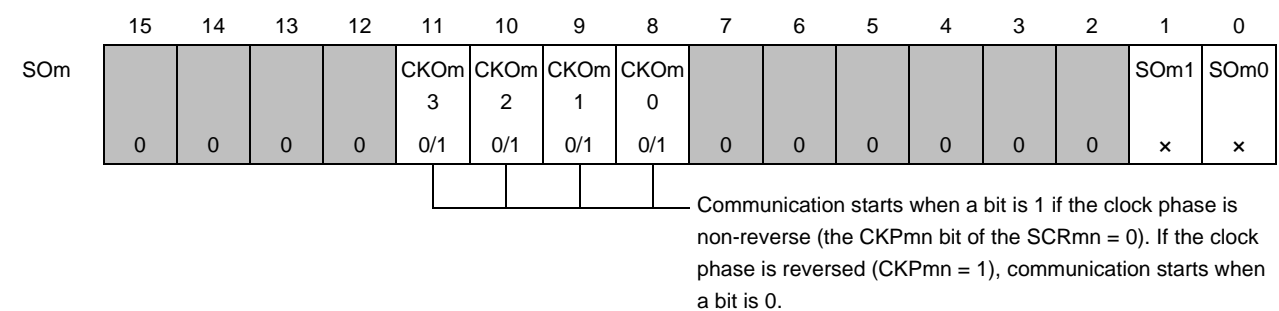 15 14 13 12 11 10 9 8 7 6 5 4 3 2 1 0
SOm CKOm CKOm CKOm CKOm SOm1 SOm0
3 2 1 0
0 0 0 0 0/1 0/1 0/1 0/1 0 0 0 0 0 0 × ×
Communication starts when a bit is 1 if the clock phase is
non-reverse (the CKPmn bit of the SCRmn = 0). If the clock
phase is reversed (CKPmn = 1), communication starts when
a bit is 0.